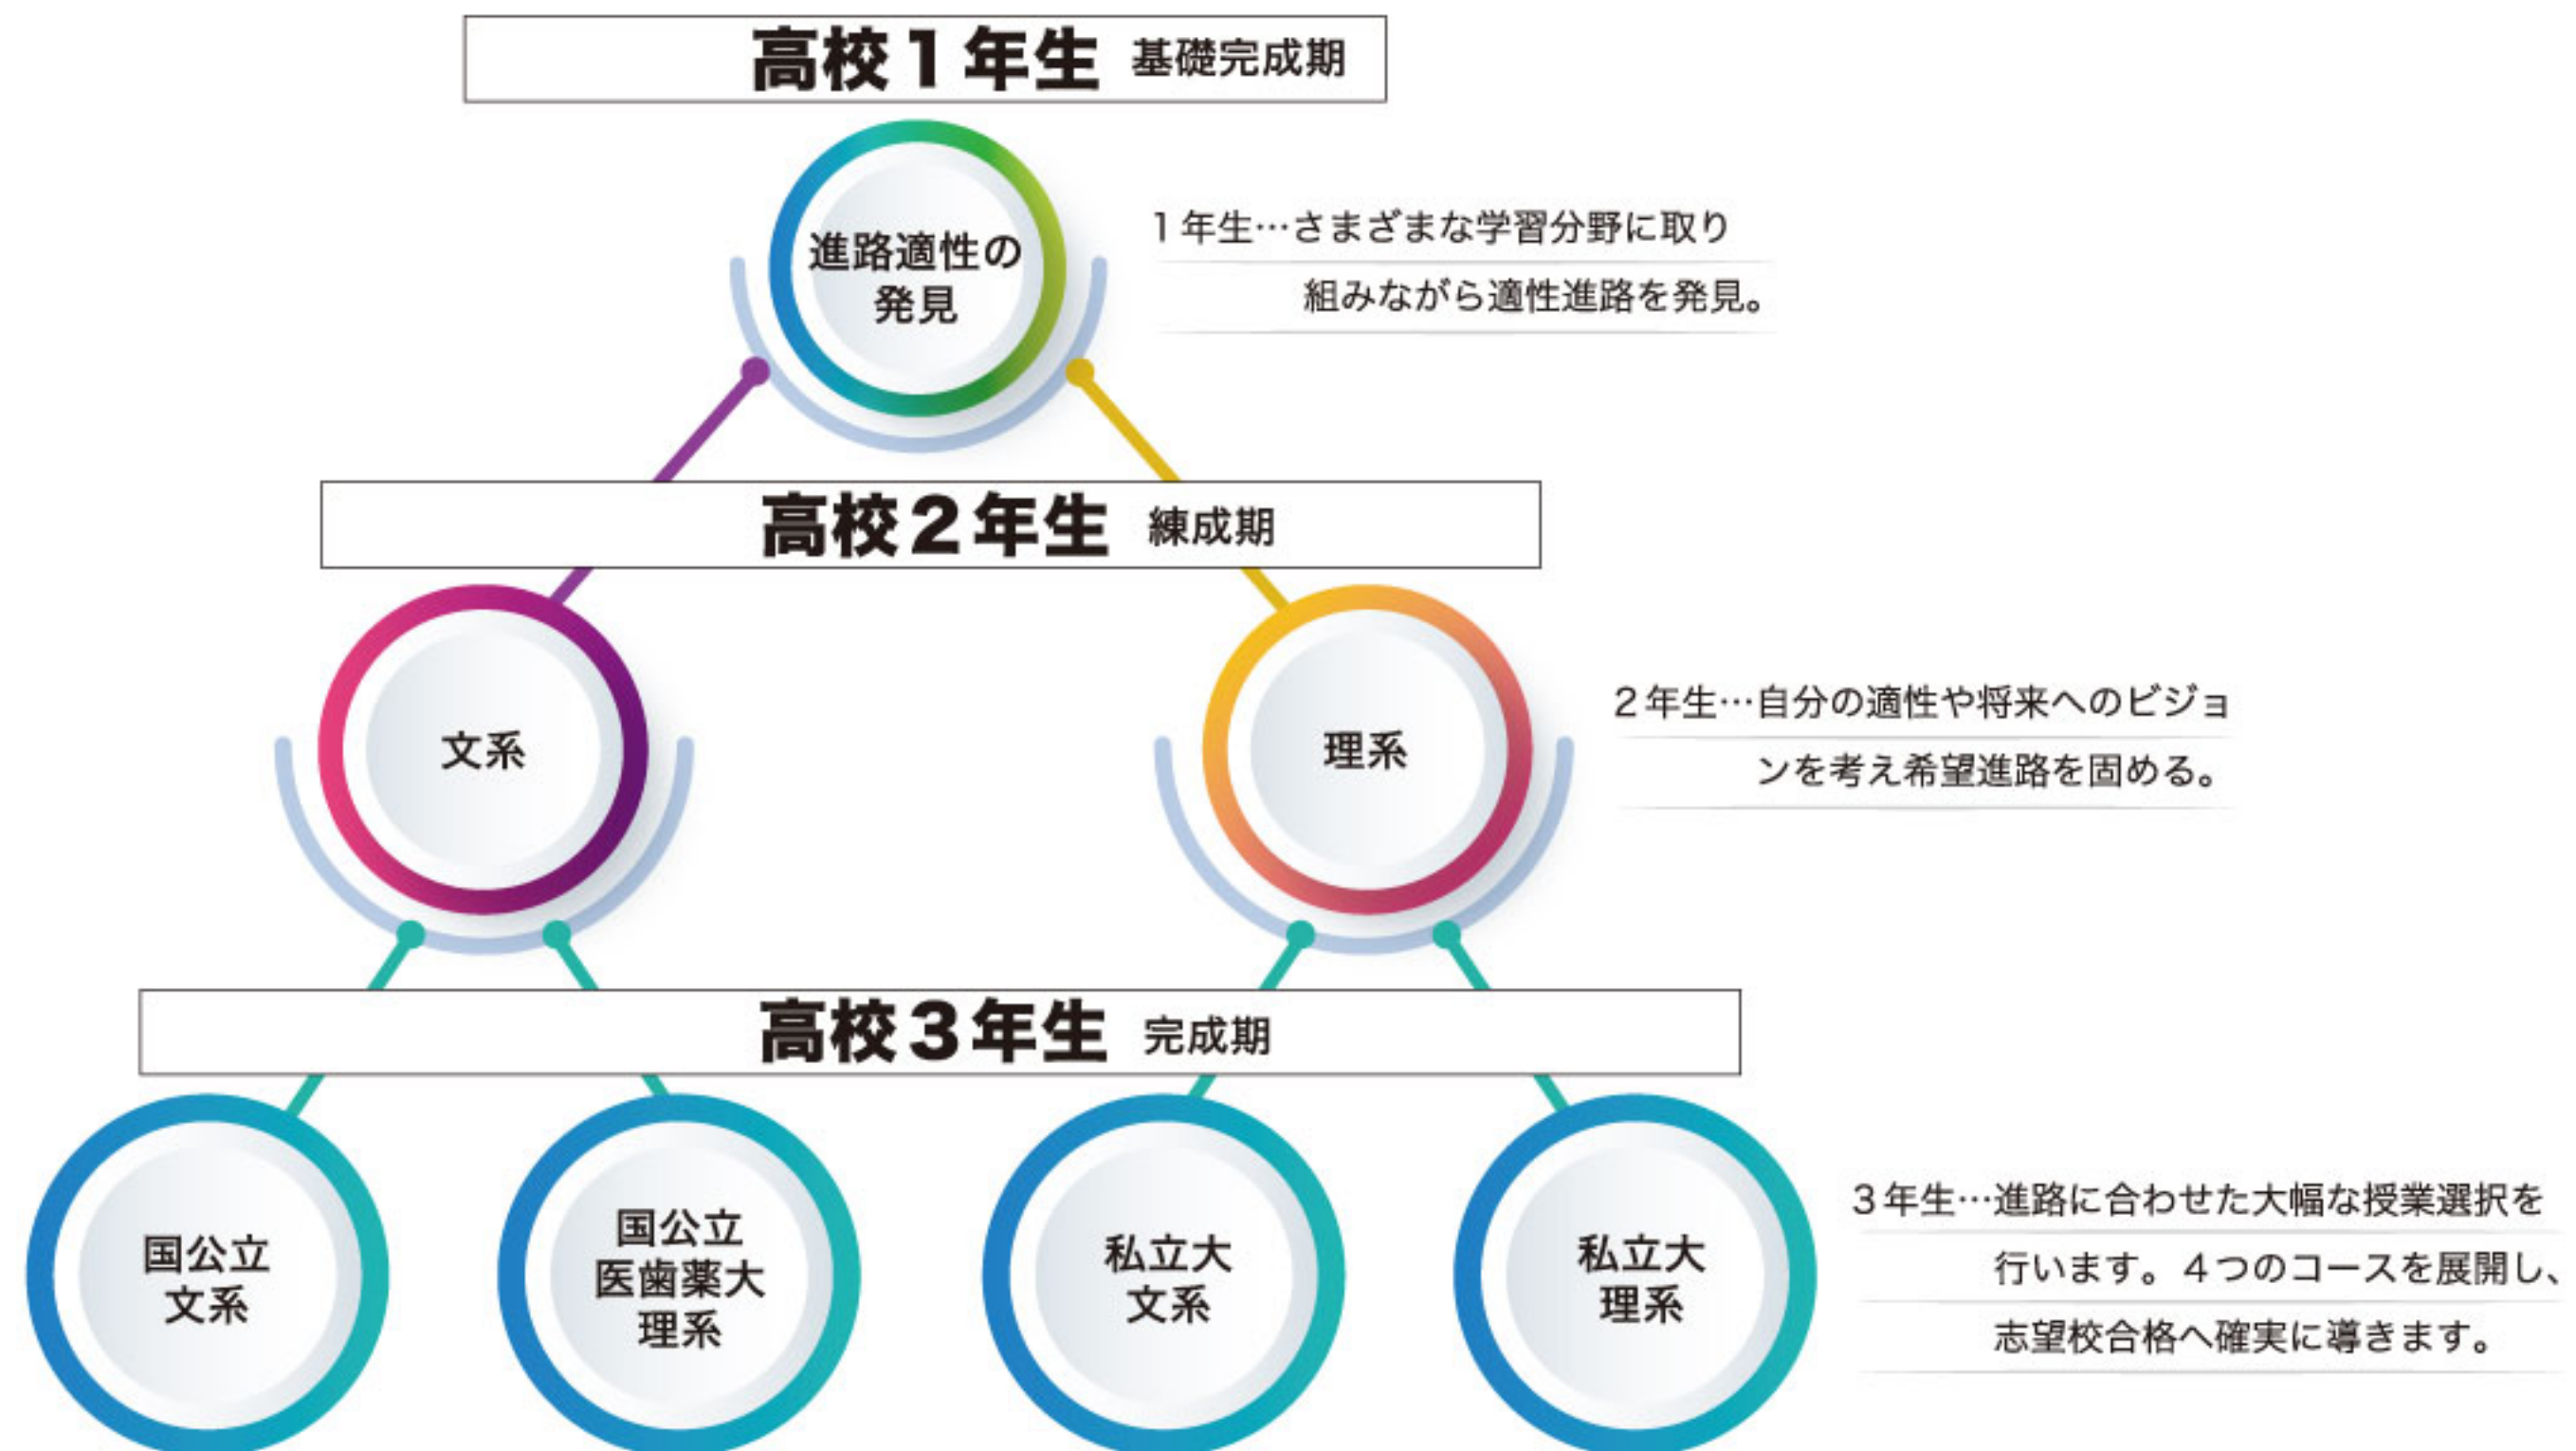 高校1年生 基礎完成期
進路適性の
発見
1年生…さまざまな学習分野に取り
組みながら適性進路を発見。
高校2年生 練成期
文系
理系
2年生…自分の適性や将来へのビジョ
ンを考え希望進路を固める。
高校3年生 完成期
国公立
文系
国公立
医歯薬大
理系
私立大
文系
私立大
理系
3年生…進路に合わせた大幅な授業選択を
行います。4つのコースを展開し、
志望校合格へ確実に導きます。